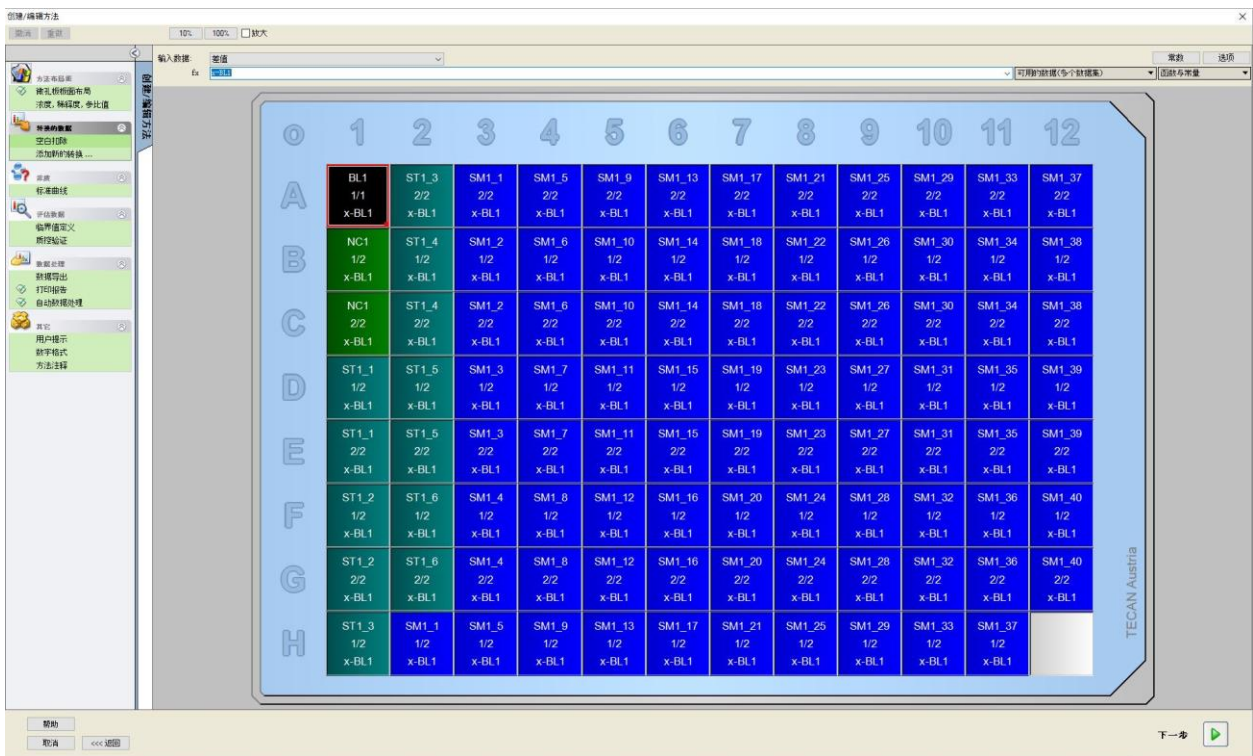 创建/编辑方法
撤消 重做 10% 100% 放大
输入数据: 差值 常数 选项
fx x-BL1 可用的数据(多个数据集) 函数与常量
创建/编辑方法
方法布局图
微孔板板面布局
浓度, 稀释度, 参比值
转换的数据
空白扣除
添加新的转换 ...
浓度
标准曲线
评估数据
临界值定义
质控验证
数据处理
数据导出
打印报告
自动数据处理
其它
用户提示
数字格式
方法注释
1 2 3 4 5 6 7 8 9 10 11 12
A
BL1 ST1_3 SM1_1 SM1_5 SM1_9 SM1_13 SM1_17 SM1_21 SM1_25 SM1_29 SM1_33 SM1_37
1/1 2/2 2/2 2/2 2/2 2/2 2/2 2/2 2/2 2/2 2/2 2/2
x-BL1 x-BL1 x-BL1 x-BL1 x-BL1 x-BL1 x-BL1 x-BL1 x-BL1 x-BL1 x-BL1 x-BL1
B
NC1 ST1_4 SM1_2 SM1_6 SM1_10 SM1_14 SM1_18 SM1_22 SM1_26 SM1_30 SM1_34 SM1_38
1/2 1/2 1/2 1/2 1/2 1/2 1/2 1/2 1/2 1/2 1/2 1/2
x-BL1 x-BL1 x-BL1 x-BL1 x-BL1 x-BL1 x-BL1 x-BL1 x-BL1 x-BL1 x-BL1 x-BL1
C
NC1 ST1_4 SM1_2 SM1_6 SM1_10 SM1_14 SM1_18 SM1_22 SM1_26 SM1_30 SM1_34 SM1_38
2/2 2/2 2/2 2/2 2/2 2/2 2/2 2/2 2/2 2/2 2/2 2/2
x-BL1 x-BL1 x-BL1 x-BL1 x-BL1 x-BL1 x-BL1 x-BL1 x-BL1 x-BL1 x-BL1 x-BL1
D
ST1_1 ST1_5 SM1_3 SM1_7 SM1_11 SM1_15 SM1_19 SM1_23 SM1_27 SM1_31 SM1_35 SM1_39
1/2 1/2 1/2 1/2 1/2 1/2 1/2 1/2 1/2 1/2 1/2 1/2
x-BL1 x-BL1 x-BL1 x-BL1 x-BL1 x-BL1 x-BL1 x-BL1 x-BL1 x-BL1 x-BL1 x-BL1
E
ST1_1 ST1_5 SM1_3 SM1_7 SM1_11 SM1_15 SM1_19 SM1_23 SM1_27 SM1_31 SM1_35 SM1_39
2/2 2/2 2/2 2/2 2/2 2/2 2/2 2/2 2/2 2/2 2/2 2/2
x-BL1 x-BL1 x-BL1 x-BL1 x-BL1 x-BL1 x-BL1 x-BL1 x-BL1 x-BL1 x-BL1 x-BL1
F
ST1_2 ST1_6 SM1_4 SM1_8 SM1_12 SM1_16 SM1_20 SM1_24 SM1_28 SM1_32 SM1_36 SM1_40
1/2 1/2 1/2 1/2 1/2 1/2 1/2 1/2 1/2 1/2 1/2 1/2
x-BL1 x-BL1 x-BL1 x-BL1 x-BL1 x-BL1 x-BL1 x-BL1 x-BL1 x-BL1 x-BL1 x-BL1
G
ST1_2 ST1_6 SM1_4 SM1_8 SM1_12 SM1_16 SM1_20 SM1_24 SM1_28 SM1_32 SM1_36 SM1_40
2/2 2/2 2/2 2/2 2/2 2/2 2/2 2/2 2/2 2/2 2/2 2/2
x-BL1 x-BL1 x-BL1 x-BL1 x-BL1 x-BL1 x-BL1 x-BL1 x-BL1 x-BL1 x-BL1 x-BL1
H
ST1_3 SM1_1 SM1_5 SM1_9 SM1_13 SM1_17 SM1_21 SM1_25 SM1_29 SM1_33 SM1_37
1/2 1/2 1/2 1/2 1/2 1/2 1/2 1/2 1/2 1/2 1/2
x-BL1 x-BL1 x-BL1 x-BL1 x-BL1 x-BL1 x-BL1 x-BL1 x-BL1 x-BL1 x-BL1
TECAN Austria
帮助
取消 <<< 返回
下一步